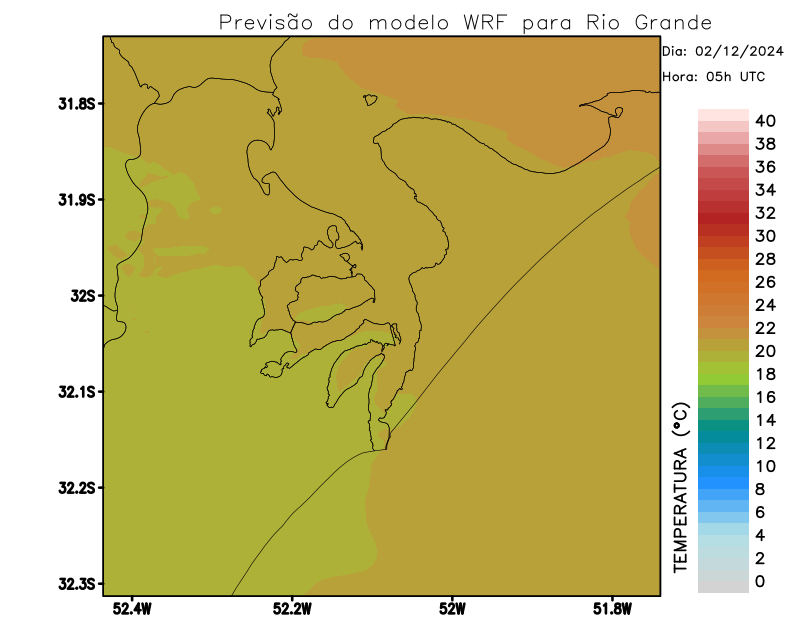 Previsão do modelo WRF para Rio Grande
Dia: 02/12/2024
Hora: 05h UTC
31.8S
31.9S
32S
32.1S
32.2S
32.3S
52.4W
52.2W
52W
51.8W
TEMPERATURA (°C)
40
38
36
34
32
30
28
26
24
22
20
18
16
14
12
10
8
6
4
2
0